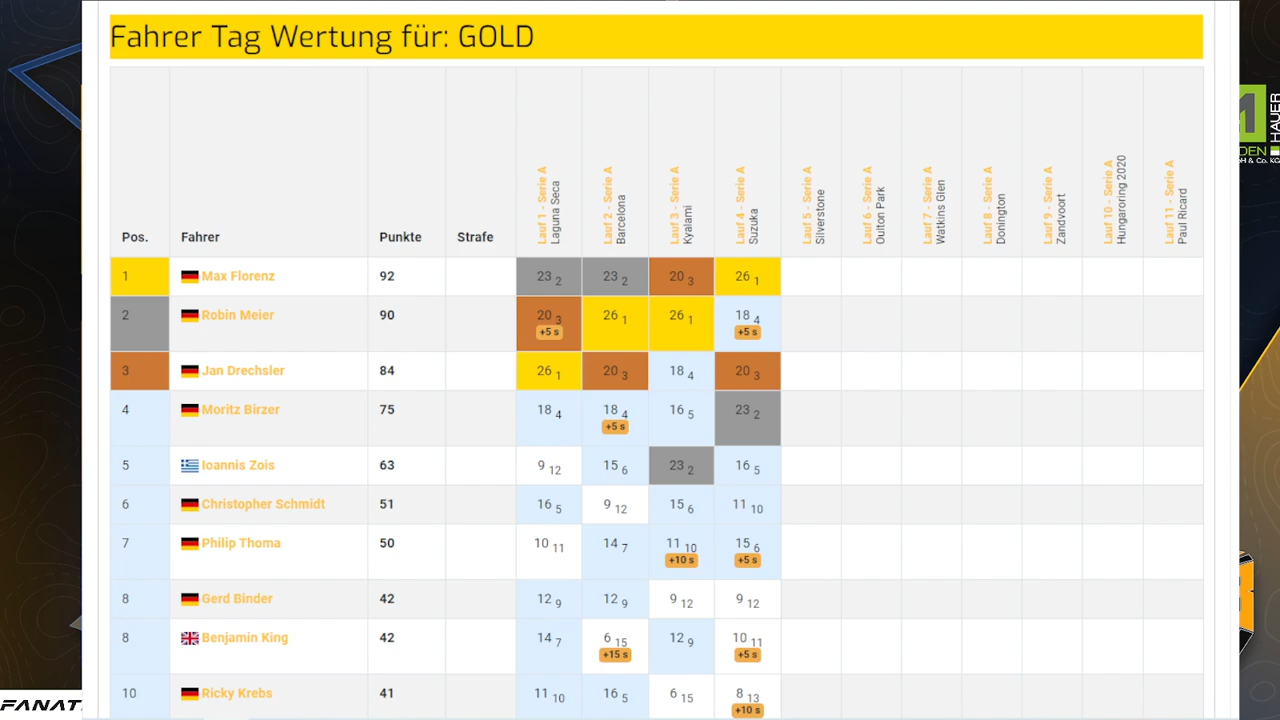 Fahrer Tag Wertung für: GOLD
Pos. Fahrer Punkte Strafe
Lauf 1 - Serie A
Laguna Seca
Lauf 2 - Serie A
Barcelona
Lauf 3 - Serie A
Kyalami
Lauf 4 - Serie A
Suzuka
Lauf 5 - Serie A
Silverstone
Lauf 6 - Serie A
Oulton Park
Lauf 7 - Serie A
Watkins Glen
Lauf 8 - Serie A
Donington
Lauf 9 - Serie A
Zandvoort
Lauf 10 - Serie A
Hungaroring 2020
Lauf 11 - Serie A
Paul Ricard
1 Max Florenz 92 23 2 23 2 20 3 26 1
2 Robin Meier 90 20 3 26 1 26 1 18 4
+5 s +5 s
3 Jan Drechsler 84 26 1 20 3 18 4 20 3
4 Moritz Birzer 75 18 4 18 4 16 5 23 2
+5 s
5 Ioannis Zois 63 9 12 15 6 23 2 16 5
6 Christopher Schmidt 51 16 5 9 12 15 6 11 10
7 Philip Thoma 50 10 11 14 7 11 10 15 6
+10 s +5 s
8 Gerd Binder 42 12 9 12 9 9 12 9 12
8 Benjamin King 42 14 7 6 15 12 9 10 11
+15 s +5 s
10 Ricky Krebs 41 11 10 16 5 6 15 8 13
+10 s
FANAT
HAUER
DEN
H & Co. KG